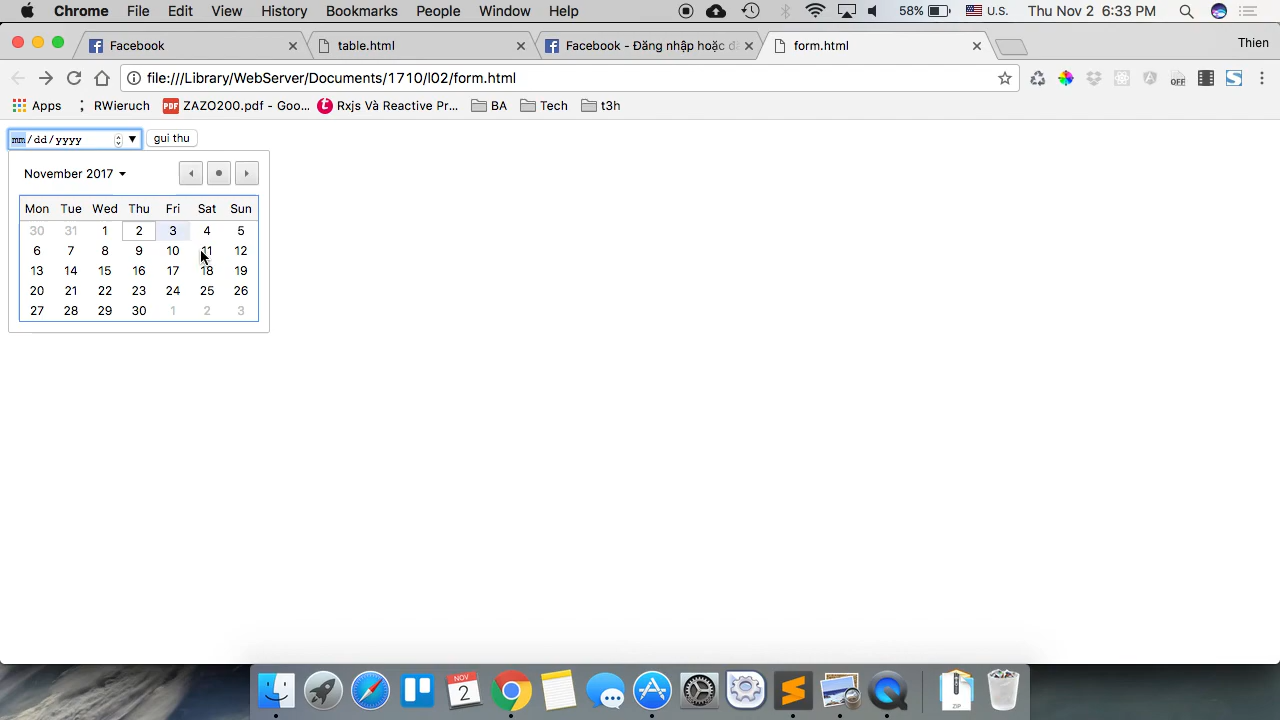 Chrome File Edit View History Bookmarks People Window Help 58% U.S. Thu Nov 2 6:33 PM
Facebook table.html Facebook - Đăng nhập hoặc đă form.html Thien
file:///Library/WebServer/Documents/1710/l02/form.html OFF
Apps RWieruch PDF ZAZO200.pdf - Goo... Rxjs Và Reactive Pr... BA Tech t3h
mm/dd/yyyy gui thu
November 2017
Mon Tue Wed Thu Fri Sat Sun
30 31 1 2 3 4 5
6 7 8 9 10 11 12
13 14 15 16 17 18 19
20 21 22 23 24 25 26
27 28 29 30 1 2 3
NOV
2
ZIP